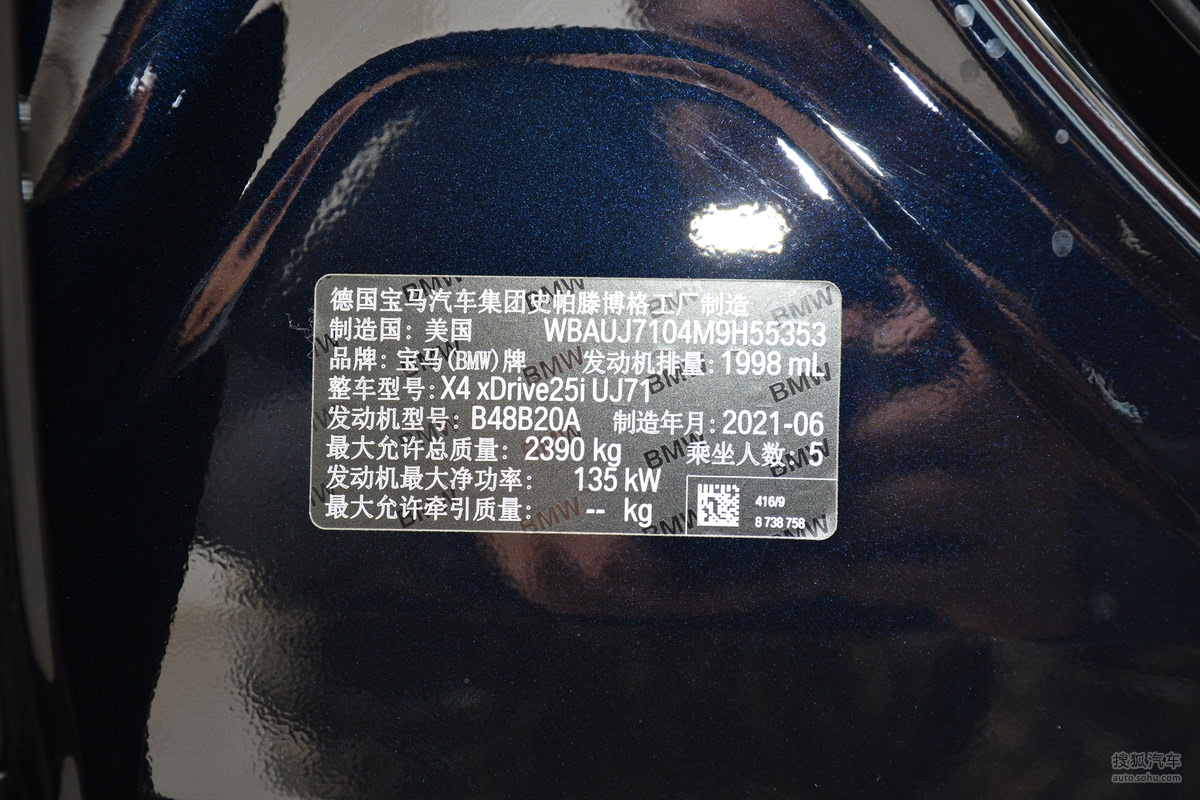 德国宝马汽车集团史帕滕博格工厂制造
制造国：美国 WBAUJ7104M9H55353
品牌：宝马(BMW)牌 发动机排量：1998 mL
整车型号：X4 xDrive25i UJ71
发动机型号：B48B20A 制造年月：2021-06
最大允许总质量：2390 kg 乘坐人数：5
发动机最大净功率：135 kW
最大允许牵引质量：-- kg
416/9
8 738 758
搜狐汽车
auto.sohu.com